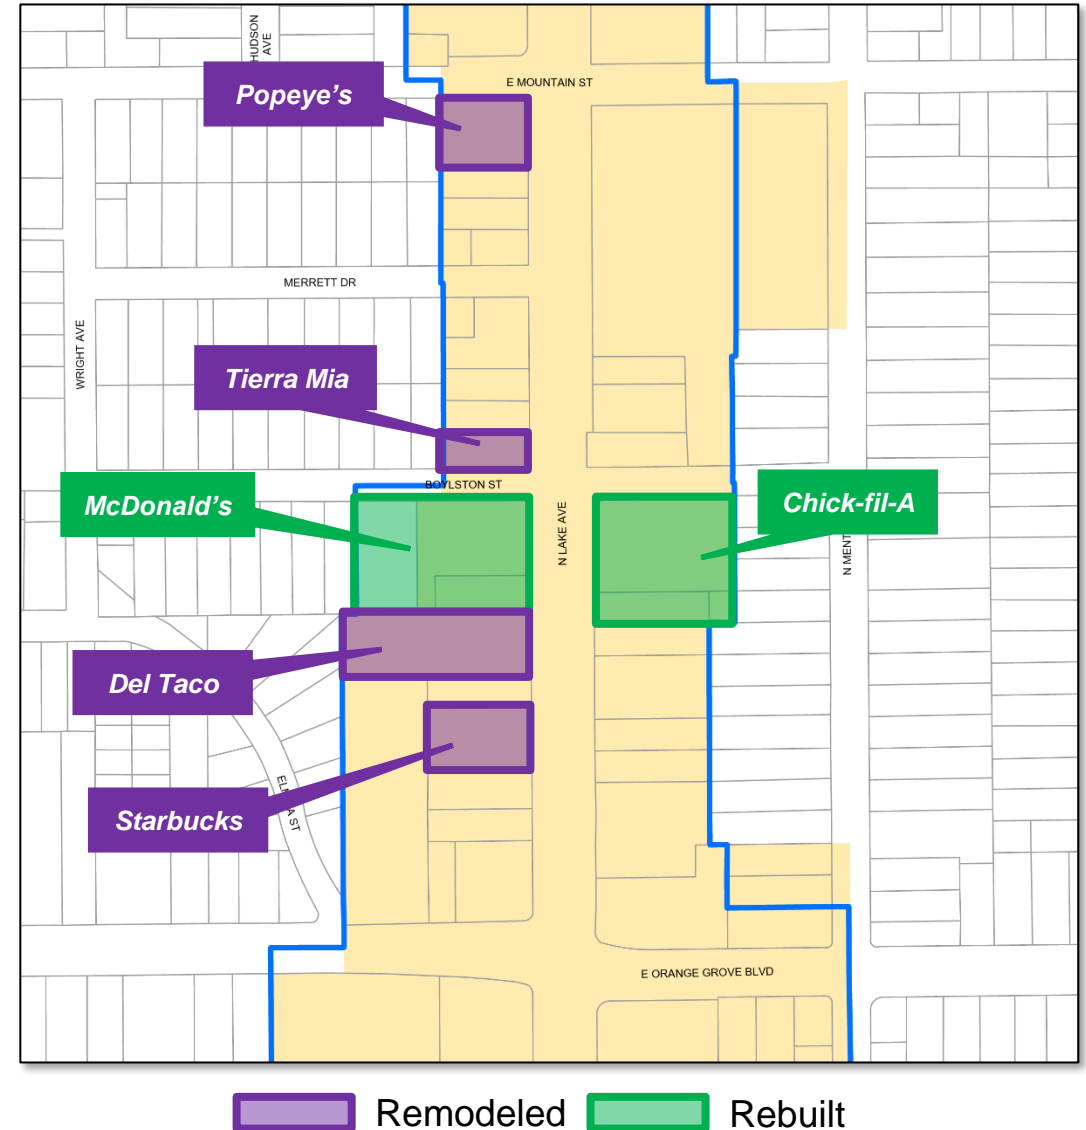 HUDSON
AVE
E MOUNTAIN ST
Popeye's
MERRETT DR
WRIGHT AVE
Tierra Mia
BOYLSTON ST
McDonald's
Chick-fil-A
N LAKE AVE
N MENT
Del Taco
Starbucks
ST
E ORANGE GROVE BLVD
Remodeled
Rebuilt